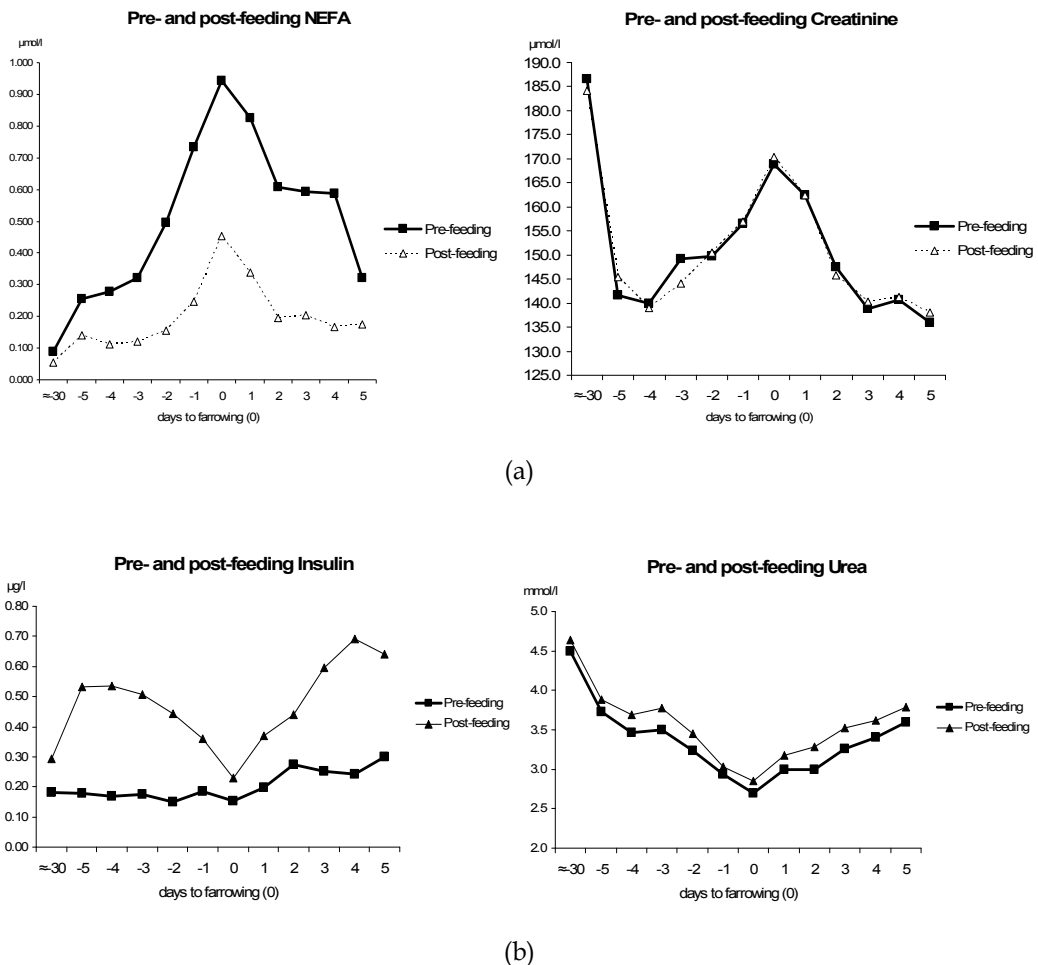 Pre- and post-feeding NEFA
µmol/l
1.000
0.900
0.800
0.700
0.600
0.500
0.400
0.300
0.200
0.100
0.000
≈-30 -5 -4 -3 -2 -1 0 1 2 3 4 5
days to farrowing (0)
Pre-feeding
Post-feeding
Pre- and post-feeding Creatinine
µmol/l
190.0
185.0
180.0
175.0
170.0
165.0
160.0
155.0
150.0
145.0
140.0
135.0
130.0
125.0
≈-30 -5 -4 -3 -2 -1 0 1 2 3 4 5
days to farrowing (0)
Pre-feeding
Post-feeding
(a)
Pre- and post-feeding Insulin
µg/l
0.80
0.70
0.60
0.50
0.40
0.30
0.20
0.10
0.00
≈-30 -5 -4 -3 -2 -1 0 1 2 3 4 5
days to farrowing (0)
Pre-feeding
Post-feeding
Pre- and post-feeding Urea
mmol/l
5.0
4.5
4.0
3.5
3.0
2.5
2.0
≈-30 -5 -4 -3 -2 -1 0 1 2 3 4 5
days to farrowing (0)
Pre-feeding
Post-feeding
(b)